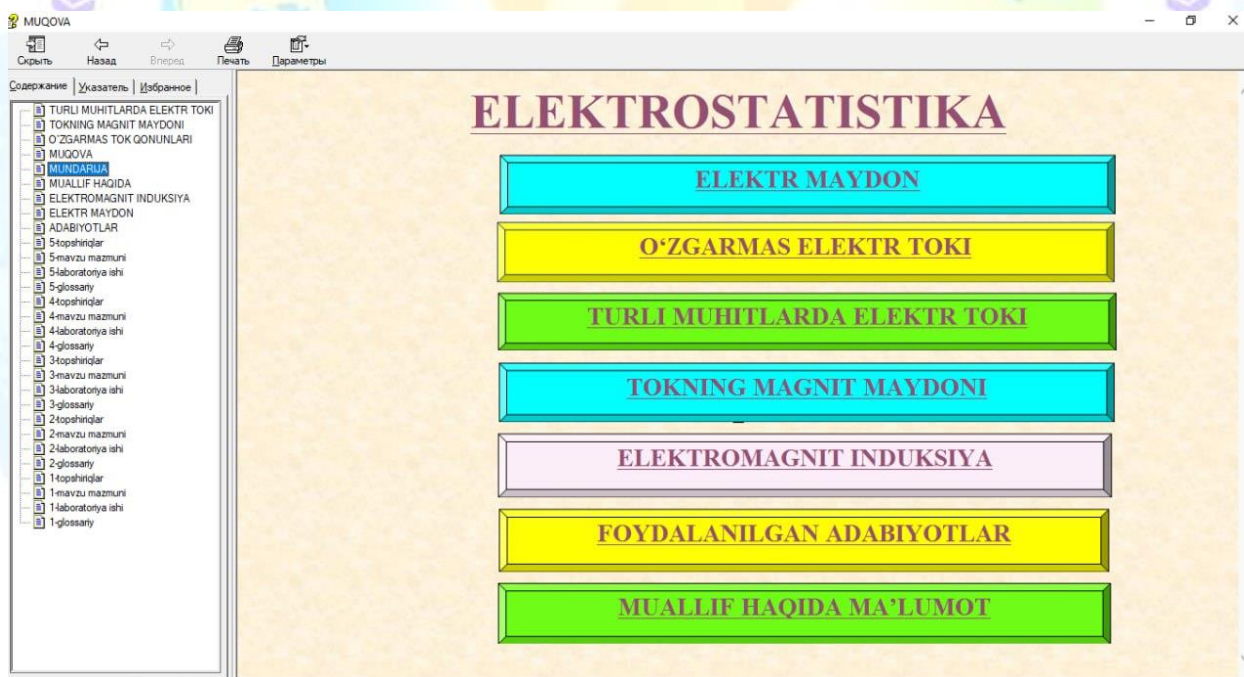 MUQOVA
Скрыть Назад Вперед Печать Параметры
Содержание Указатель Избранное
TURLI MUHITLARDA ELEKTR TOKI
TOKNING MAGNIT MAYDONI
O'ZGARMAS TOK QONUNLARI
MUQOVA
MUNDARIJA
MUALLIF HAQIDA
ELEKTROMAGNIT INDUKSIYA
ELEKTR MAYDON
ADABIYOTLAR
5-topshiriqlar
5-mavzu mazmuni
5-laboratoriya ishi
5-glossariy
4-topshiriqlar
4-mavzu mazmuni
4-laboratoriya ishi
4-glossariy
3-topshiriqlar
3-mavzu mazmuni
3-laboratoriya ishi
3-glossariy
2-topshiriqlar
2-mavzu mazmuni
2-laboratoriya ishi
2-glossariy
1-topshiriqlar
1-mavzu mazmuni
1-laboratoriya ishi
1-glossariy
ELEKTROSTATISTIKA
ELEKTR MAYDON
O‘ZGARMAS ELEKTR TOKI
TURLI MUHITLARDA ELEKTR TOKI
TOKNING MAGNIT MAYDONI
ELEKTROMAGNIT INDUKSIYA
FOYDALANILGAN ADABIYOTLAR
MUALLIF HAQIDA MA’LUMOT